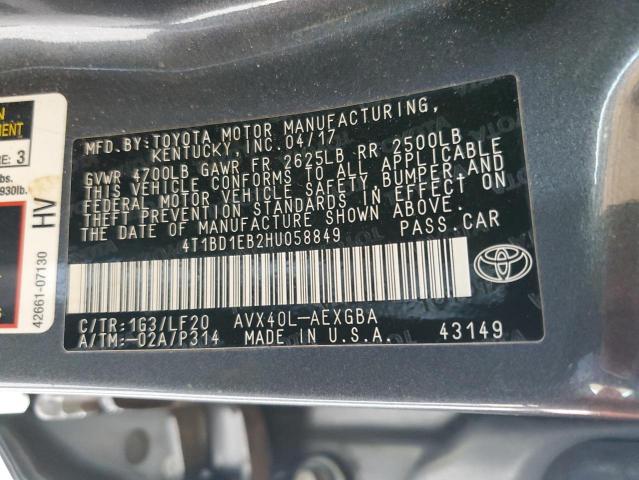 MFD.BY:TOYOTA MOTOR MANUFACTURING,
KENTUCKY, INC. 04/17
GVWR 4700LB GAWR FR 2625LB RR 2500LB
THIS VEHICLE CONFORMS TO ALL APPLICABLE
FEDERAL MOTOR VEHICLE SAFETY, BUMPER, AND
THEFT PREVENTION STANDARDS IN EFFECT ON
THE DATE OF MANUFACTURE SHOWN ABOVE.
4T1BD1EB2HU058849 PASS.CAR
C/TR:1G3/LF20 AVX40L-AEXGBA
A/TM:-02A/P314 MADE IN U.S.A. 43149
3
930lb.
HV
42661-07130